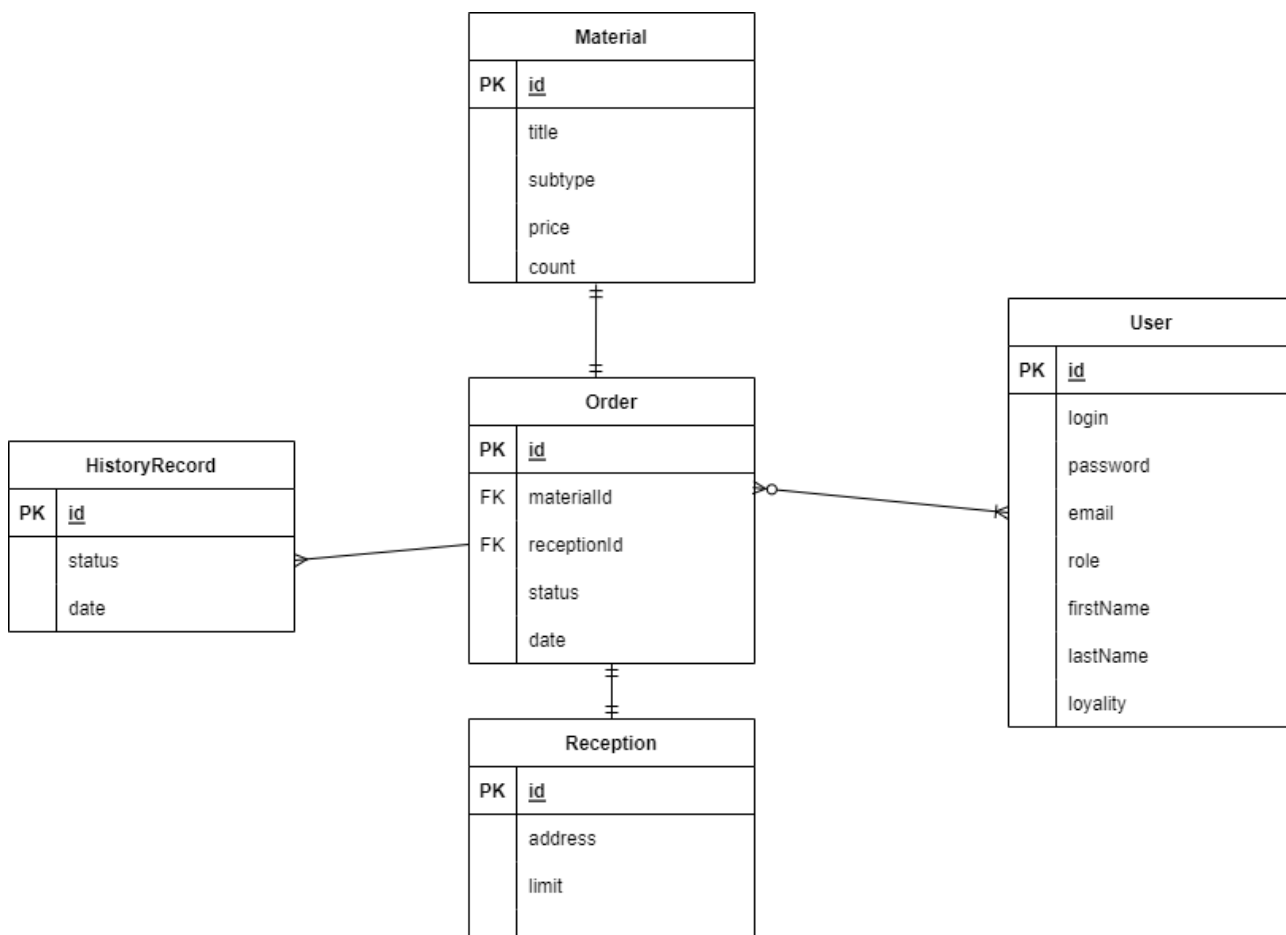 Material
PK id
title
subtype
price
count
User
PK id
login
password
email
role
firstName
lastName
loyality
Order
PK id
FK materialId
FK receptionId
status
date
HistoryRecord
PK id
status
date
Reception
PK id
address
limit